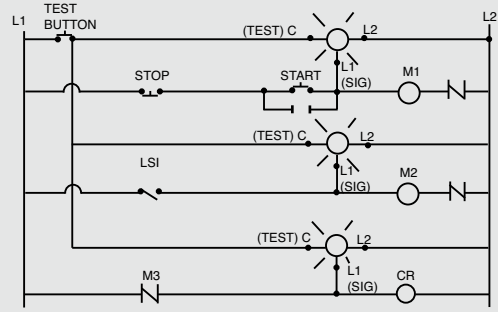 L1
TEST
BUTTON
L2
(TEST) C
L2
STOP
START
L1
(SIG)
M1
(TEST) C
L2
LSI
L1
(SIG)
M2
(TEST) C
L2
M3
L1
(SIG)
CR